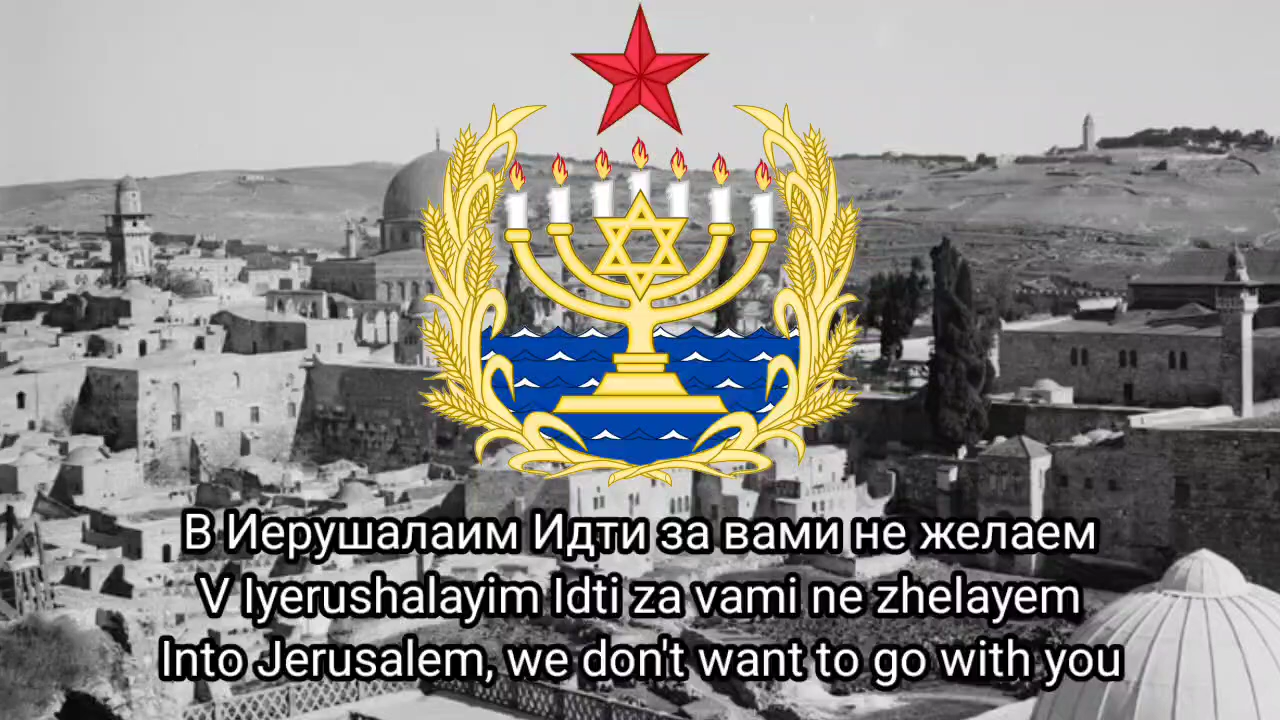 В Иерушалаим Идти за вами не желаем
V Iyerushalayim Idti za vami ne zhelayem
Into Jerusalem, we don't want to go with you